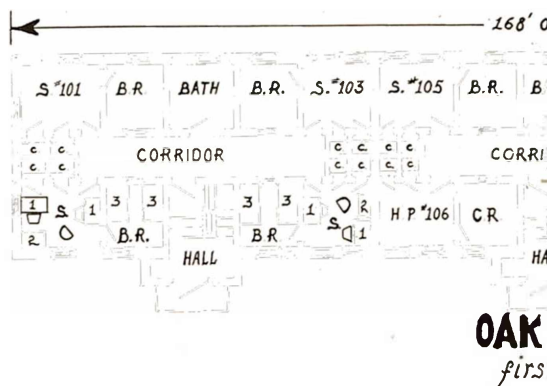 168' O
S.#101 B.R. BATH B.R. S.#103 S.#105 B.R. B
C C C C C C
C C C C C C
CORRIDOR CORRI
1 S. 1 3 3 3 3 1 S 2 H.P #106 CR
2 B.R. B.R 1
HALL HA
OAK
firs